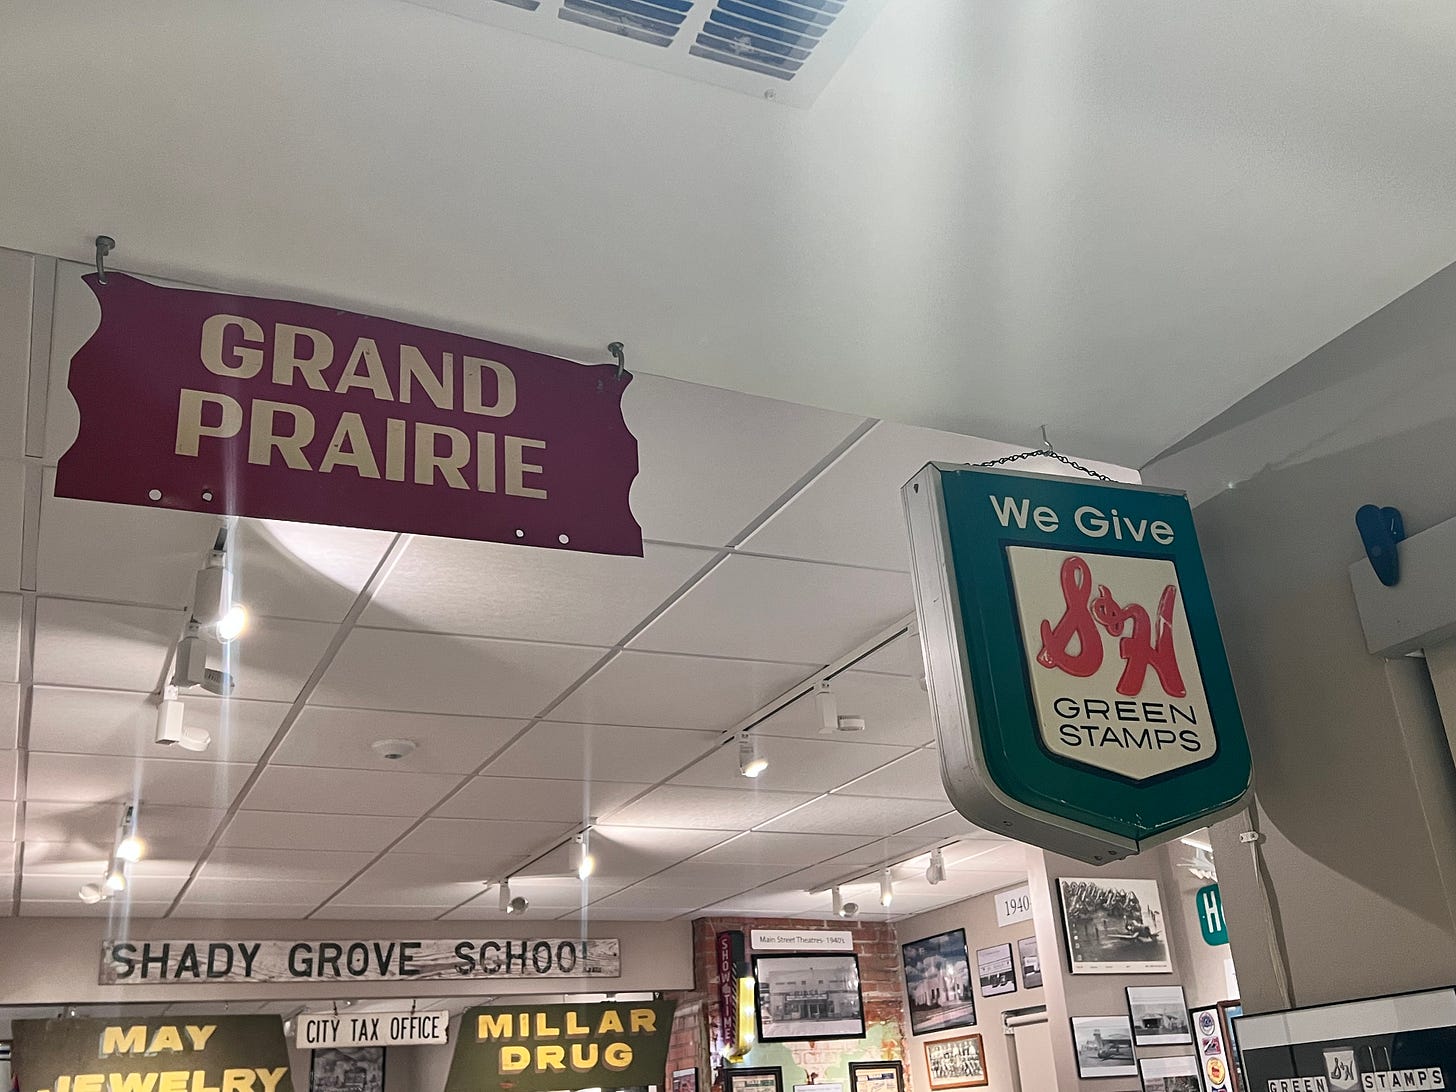 GRAND
PRAIRIE
We Give
S&H
GREEN
STAMPS
SHADY GROVE SCHOOL
MAY
JEWELRY
CITY TAX OFFICE
MILLAR
DRUG
SHOWTIME
Main Street Theatres- 1940's
1940
H
GREEN S&H STAMPS